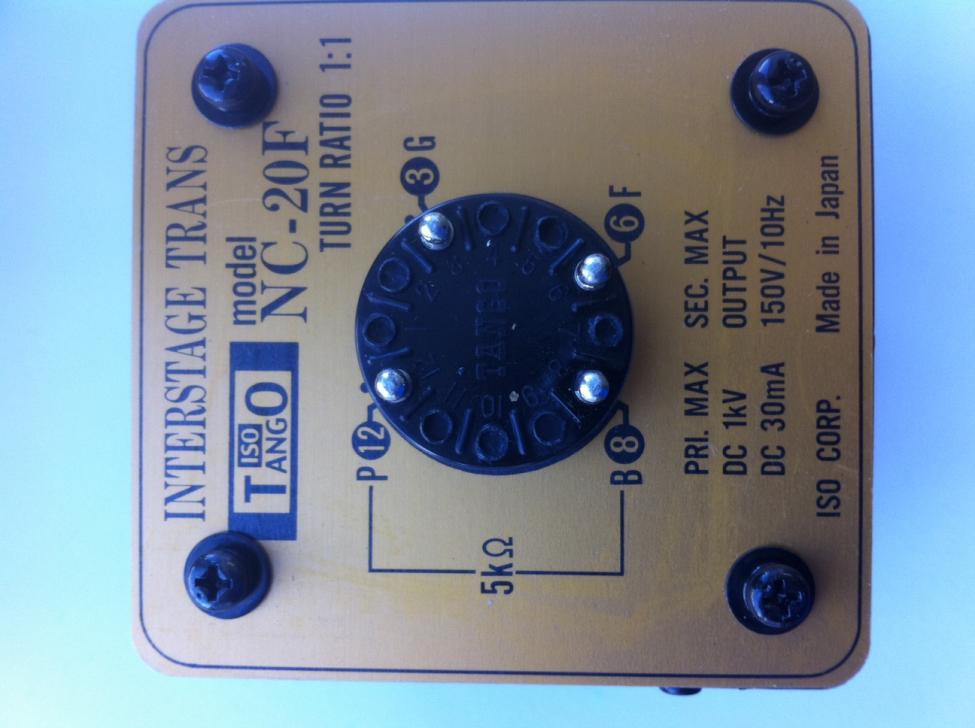 INTERSTAGE TRANS
TANGO ISO
model
NC-20F
TURN RATIO 1:1
P 12
3 G
TANGO
5kΩ
B 8
6 F
PRI. MAX
DC 1kV
DC 30mA
SEC. MAX
OUTPUT
150V/10Hz
ISO CORP.
Made in Japan